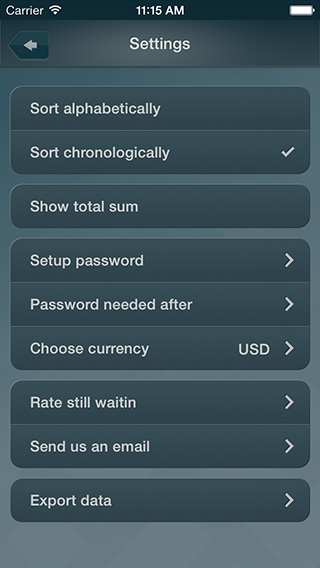 Carrier 11:15 AM
Settings
Sort alphabetically
Sort chronologically
Show total sum
Setup password
Password needed after
Choose currency USD
Rate still waitin
Send us an email
Export data